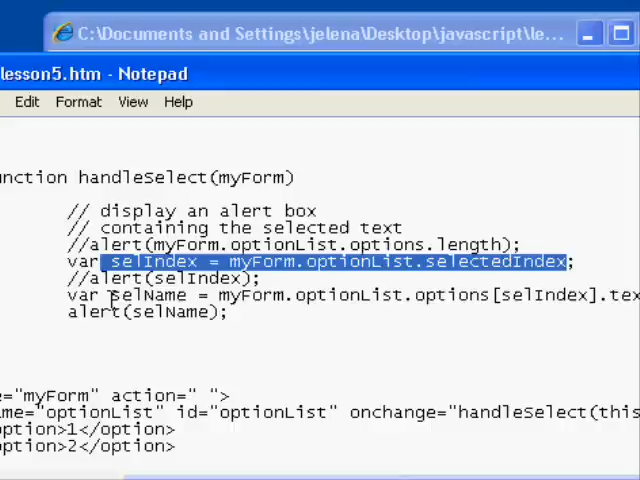 C:\Documents and Settings\jelena\Desktop\javascript\le...
lesson5.htm - Notepad
Edit Format View Help
unction handleSelect(myForm)
// display an alert box
// containing the selected text
//alert(myForm.optionList.options.length);
var selIndex = myForm.optionList.selectedIndex;
//alert(selIndex);
var selName = myForm.optionList.options[selIndex].tex
alert(selName);
e="myForm" action=" ">
ame="optionList" id="optionList" onchange="handleSelect(this
option>1</option>
option>2</option>